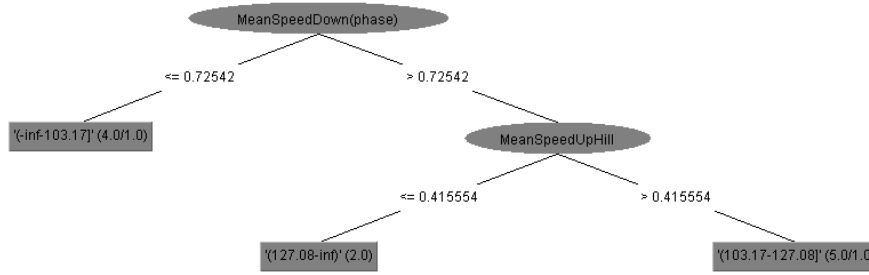 MeanSpeedDown(phase)
<= 0.72542
> 0.72542
'(-inf-103.17]' (4.0/1.0)
MeanSpeedUpHill
<= 0.415554
> 0.415554
'(127.08-inf)' (2.0)
'(103.17-127.08]' (5.0/1.0